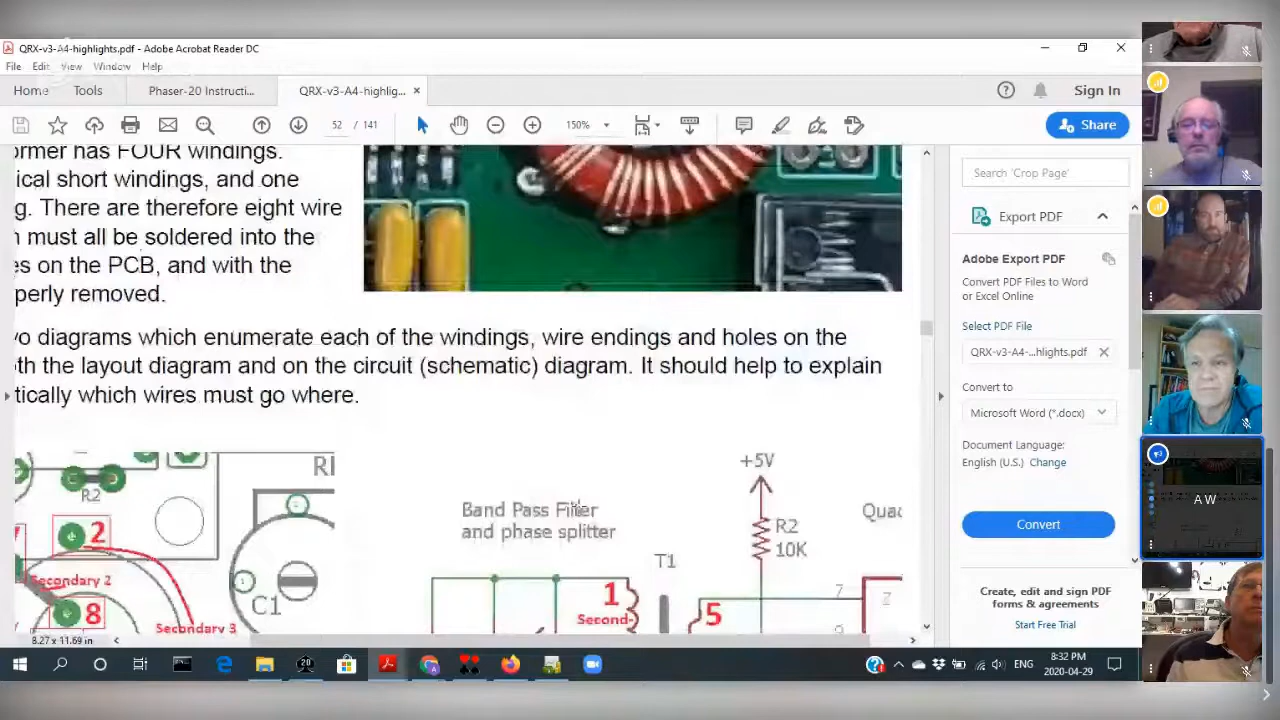 QRX-v3-A4-highlights.pdf - Adobe Acrobat Reader DC
File Edit View Window Help
Home Tools Phaser-20 Instructi... QRX-v3-A4-highlig... × Sign In
52 / 141 150% Share
ormer has FOUR windings.
ical short windings, and one
g. There are therefore eight wire
must all be soldered into the
es on the PCB, and with the
perly removed.
vo diagrams which enumerate each of the windings, wire endings and holes on the
oth the layout diagram and on the circuit (schematic) diagram. It should help to explain
tically which wires must go where.
R2
2
Secondary 2
8
Secondary 3
C1
Band Pass Filter
and phase splitter
+5V
R2
10K
T1
1
Second
5
7
Quad
8.27 x 11.69 in
Search 'Crop Page'
Export PDF
Adobe Export PDF
Convert PDF Files to Word
or Excel Online
Select PDF File
QRX-v3-A4-...hlights.pdf ×
Convert to
Microsoft Word (*.docx)
Document Language:
English (U.S.) Change
Convert
Create, edit and sign PDF
forms & agreements
Start Free Trial
A W
20
ENG
8:32 PM
2020-04-29